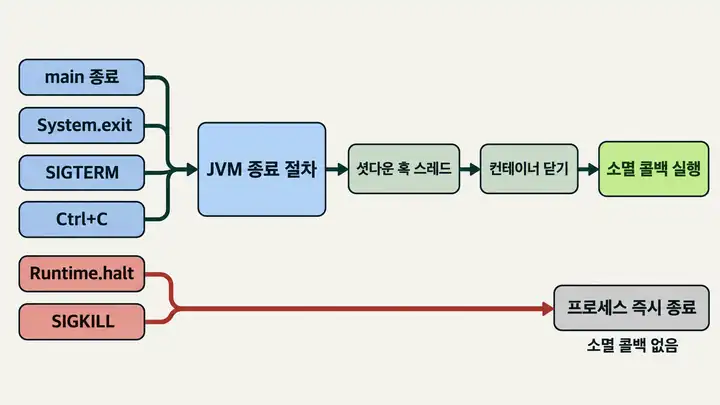 main 종료
System.exit
SIGTERM
Ctrl+C
JVM 종료 절차
셧다운 훅 스레드
컨테이너 닫기
소멸 콜백 실행
Runtime.halt
SIGKILL
프로세스 즉시 종료
소멸 콜백 없음